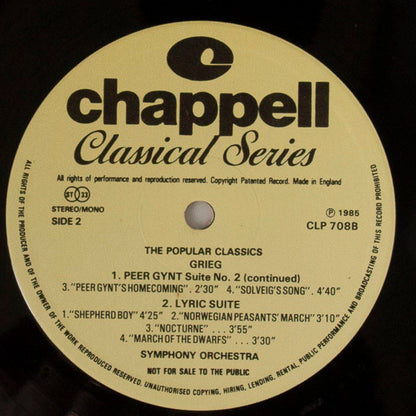 chappell
Classical Series
All rights of performance and reproduction reserved. Copyright Patented Record. Made in England
ST 33
STEREO/MONO
SIDE 2
℗ 1985
CLP 708B
THE POPULAR CLASSICS
GRIEG
1. PEER GYNT Suite No. 2 (continued)
3. "PEER GYNT'S HOMECOMING". 2'30" 4. "SOLVEIG'S SONG". 4'40"
2. LYRIC SUITE
1. "SHEPHERD BOY" 4'25" 2. "NORWEGIAN PEASANTS' MARCH" 3'10"
3. "NOCTURNE" ... 3'55"
4. "MARCH OF THE DWARFS" ... 3'30"
SYMPHONY ORCHESTRA
NOT FOR SALE TO THE PUBLIC
ALL RIGHTS OF THE PRODUCER AND OF THE OWNER OF THE WORK REPRODUCED RESERVED. UNAUTHORISED COPYING, HIRING, LENDING, RENTAL, PUBLIC PERFORMANCE AND BROADCASTING OF THIS RECORD PROHIBITED